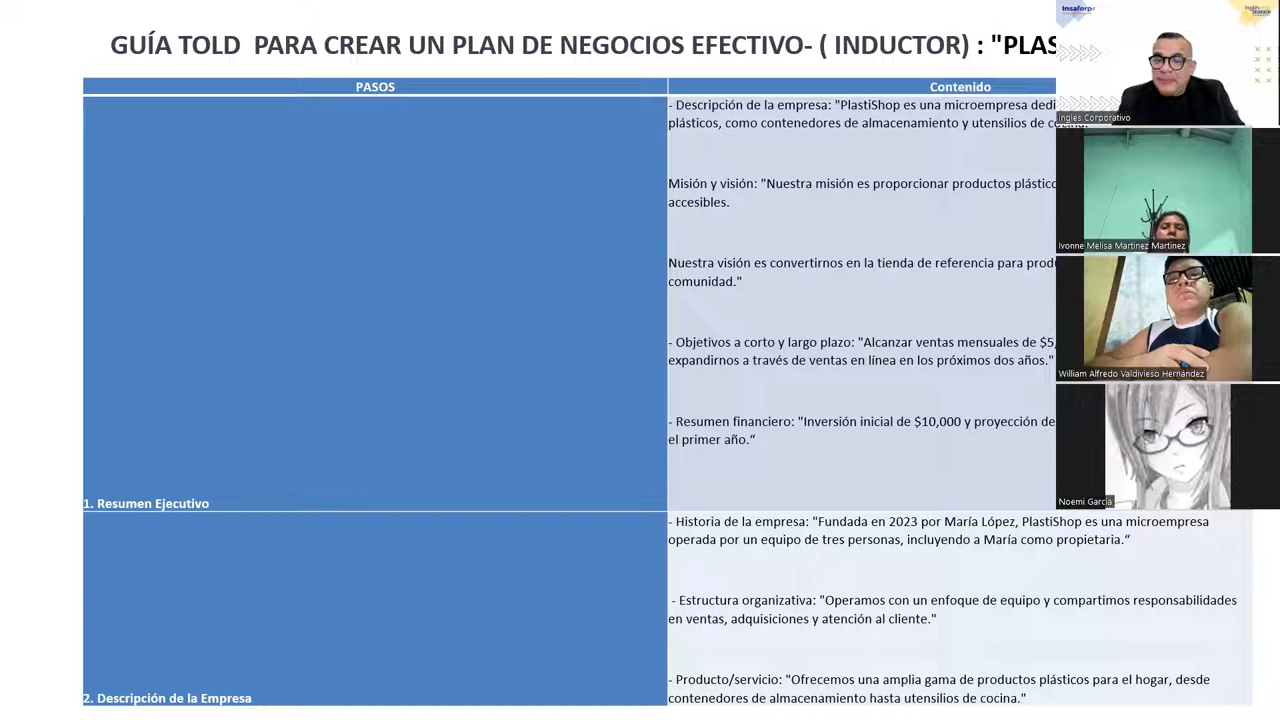 GUÍA TOLD PARA CREAR UN PLAN DE NEGOCIOS EFECTIVO- ( INDUCTOR) : "PLAS
PASOS
Contenido
- Descripción de la empresa: "PlastiShop es una microempresa dedi
plásticos, como contenedores de almacenamiento y utensilios de cocina.
Misión y visión: "Nuestra misión es proporcionar productos plástico
accesibles.
Nuestra visión es convertirnos en la tienda de referencia para produ
comunidad."
- Objetivos a corto y largo plazo: "Alcanzar ventas mensuales de $5,
expandirnos a través de ventas en línea en los próximos dos años."
- Resumen financiero: "Inversión inicial de $10,000 y proyección de
el primer año.“
1. Resumen Ejecutivo
- Historia de la empresa: "Fundada en 2023 por María López, PlastiShop es una microempresa
operada por un equipo de tres personas, incluyendo a María como propietaria.“
- Estructura organizativa: "Operamos con un enfoque de equipo y compartimos responsabilidades
en ventas, adquisiciones y atención al cliente."
- Producto/servicio: "Ofrecemos una amplia gama de productos plásticos para el hogar, desde
contenedores de almacenamiento hasta utensilios de cocina."
2. Descripción de la Empresa
Insaforp
Ingles Corporativo
Ivonne Melisa Martinez Martinez
William Alfredo Valdivieso Hernández
Noemi García